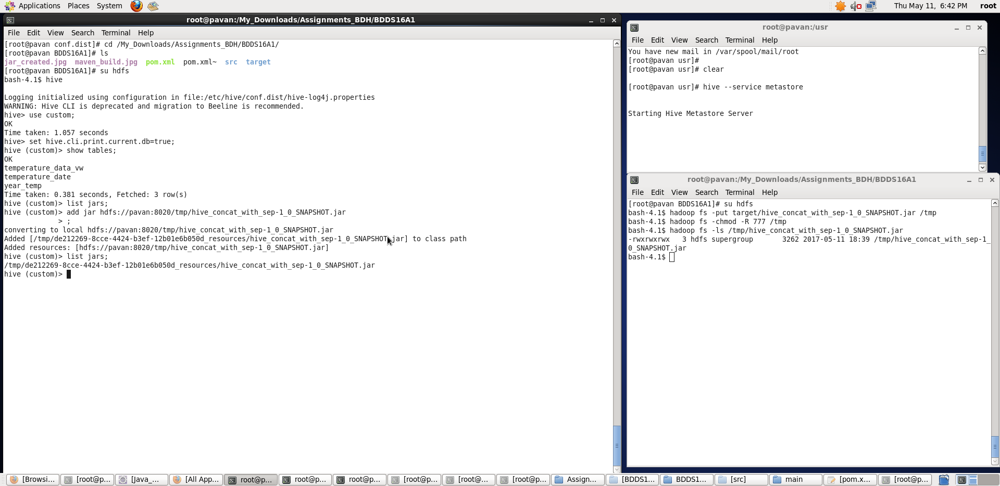 Applications Places System Thu May 11, 6:42 PM root
root@pavan:/My_Downloads/Assignments_BDH/BDDS16A1
File Edit View Search Terminal Help
[root@pavan conf.dist]# cd /My_Downloads/Assignments_BDH/BDDS16A1/
[root@pavan BDDS16A1]# ls
jar_created.jpg maven_build.jpg pom.xml pom.xml~ src target
[root@pavan BDDS16A1]# su hdfs
bash-4.1$ hive
Logging initialized using configuration in file:/etc/hive/conf.dist/hive-log4j.properties
WARNING: Hive CLI is deprecated and migration to Beeline is recommended.
hive> use custom;
OK
Time taken: 1.057 seconds
hive> set hive.cli.print.current.db=true;
hive (custom)> show tables;
OK
temperature_data_vw
temperature_date
year_temp
Time taken: 0.381 seconds, Fetched: 3 row(s)
hive (custom)> list jars;
hive (custom)> add jar hdfs://pavan:8020/tmp/hive_concat_with_sep-1_0_SNAPSHOT.jar
> ;
converting to local hdfs://pavan:8020/tmp/hive_concat_with_sep-1_0_SNAPSHOT.jar
Added [/tmp/de212269-8cce-4424-b3ef-12b01e6b050d_resources/hive_concat_with_sep-1_0_SNAPSHOT.jar] to class path
Added resources: [hdfs://pavan:8020/tmp/hive_concat_with_sep-1_0_SNAPSHOT.jar]
hive (custom)> list jars;
/tmp/de212269-8cce-4424-b3ef-12b01e6b050d_resources/hive_concat_with_sep-1_0_SNAPSHOT.jar
hive (custom)>
root@pavan:/usr
File Edit View Search Terminal Help
You have new mail in /var/spool/mail/root
[root@pavan usr]#
[root@pavan usr]# clear
[root@pavan usr]# hive --service metastore
Starting Hive Metastore Server
root@pavan:/My_Downloads/Assignments_BDH/BDDS16A1
File Edit View Search Terminal Help
[root@pavan BDDS16A1]# su hdfs
bash-4.1$ hadoop fs -put target/hive_concat_with_sep-1_0_SNAPSHOT.jar /tmp
bash-4.1$ hadoop fs -chmod -R 777 /tmp
bash-4.1$ hadoop fs -ls /tmp/hive_concat_with_sep-1_0_SNAPSHOT.jar
-rwxrwxrwx 3 hdfs supergroup 3262 2017-05-11 18:39 /tmp/hive_concat_with_sep-1_
0_SNAPSHOT.jar
bash-4.1$
[Browsi... [root@p... [Java_... [All App... root@p... root@p... root@p... [root@p... [root@... [root@p... Assign... [BDDS1... BDDS1... [src] main [pom.x... [root@p...